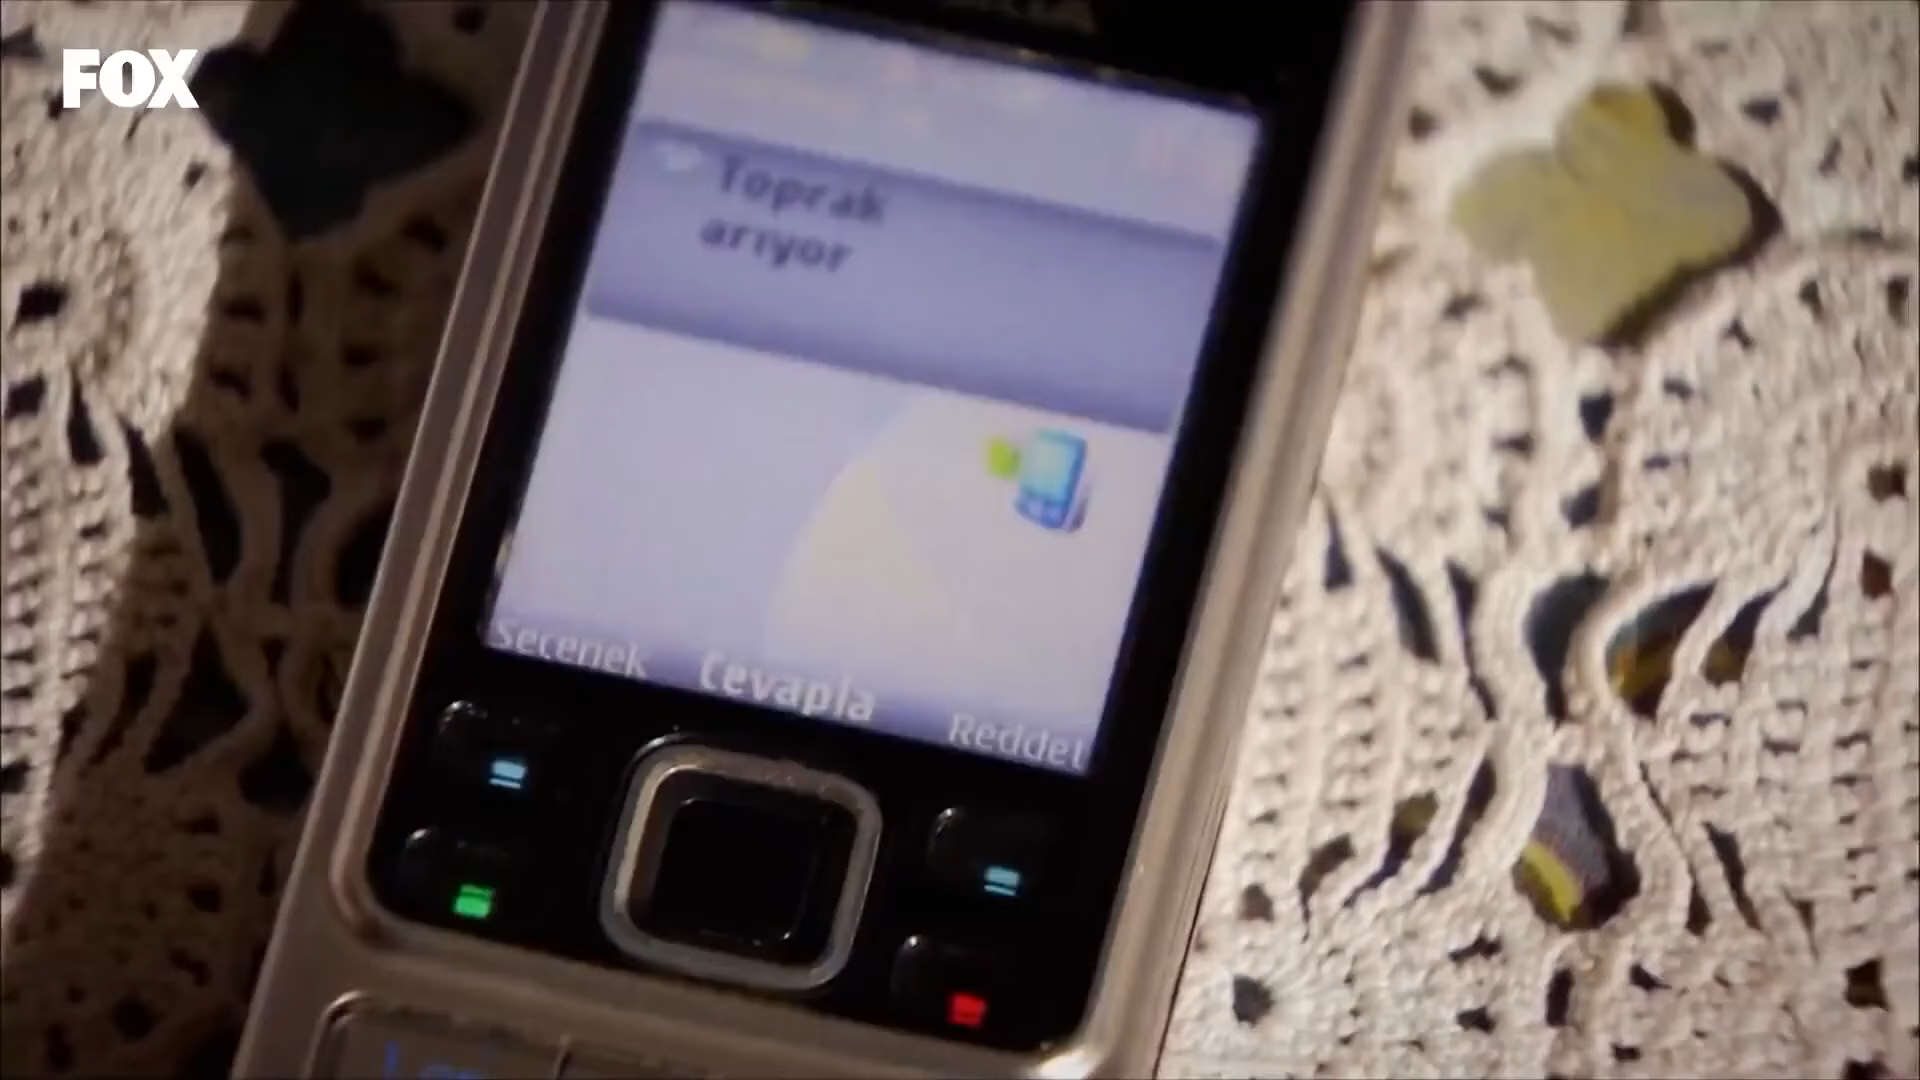 FOX
Toprak
arıyor
Seçenek
Cevapla
Reddet